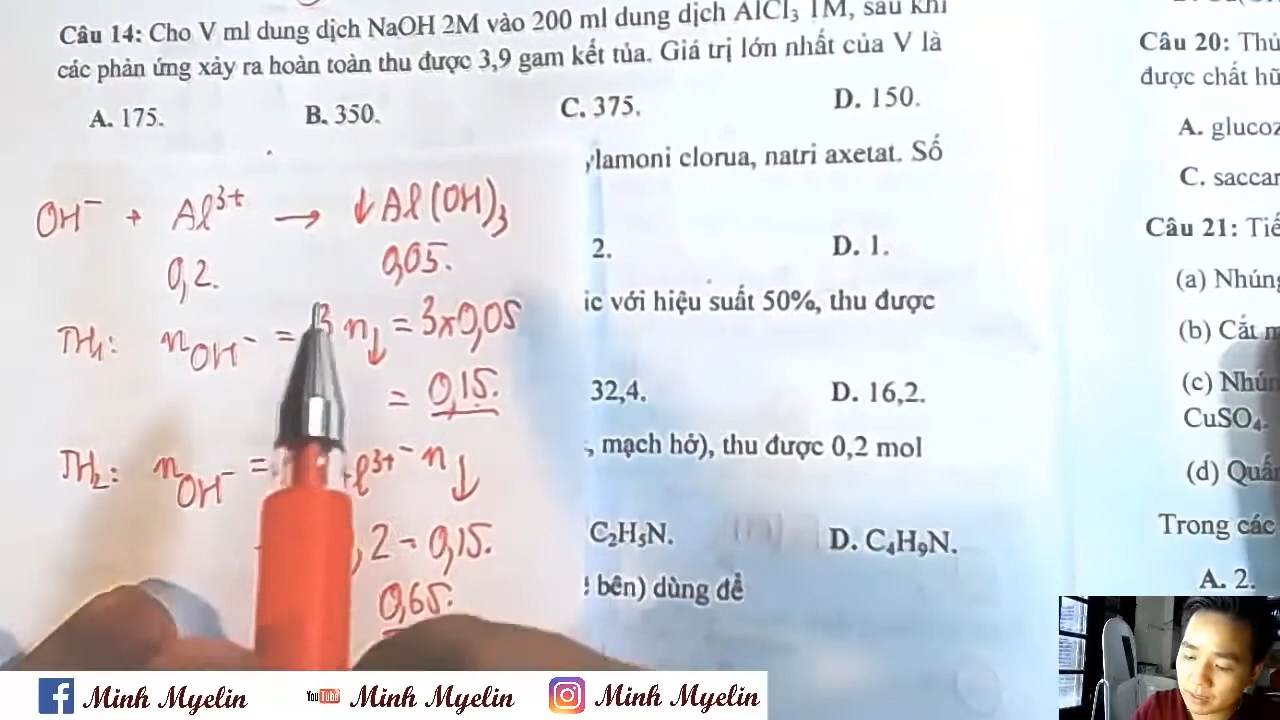 Câu 14: Cho V ml dung dịch NaOH 2M vào 200 ml dung dịch AlCl₃ 1M, sau khi
các phản ứng xảy ra hoàn toàn thu được 3,9 gam kết tủa. Giá trị lớn nhất của V là
A. 175. B. 350. C. 375. D. 150.
ylamoni clorua, natri axetat. Số
OH⁻ + Al³⁺ → ↓Al(OH)₃
0,2. 0,05.
2. D. 1.
ic với hiệu suất 50%, thu được
TH₁: nOH⁻ = 3n↓ = 3x0,05
= 0,15.
32,4. D. 16,2.
, mạch hở), thu được 0,2 mol
TH₂: nOH⁻ = l³⁺ - n↓
,2 - 0,15.
0,65.
C₂H₅N. D. C₄H₉N.
bên) dùng để
Câu 20: Thú
được chất hữ
A. glucoz
C. saccar
Câu 21: Tiế
(a) Nhúng
(b) Cắt m
(c) Nhún
CuSO₄.
(d) Quấ
Trong các
A. 2.
f Minh Myelin YouTube Minh Myelin Minh Myelin